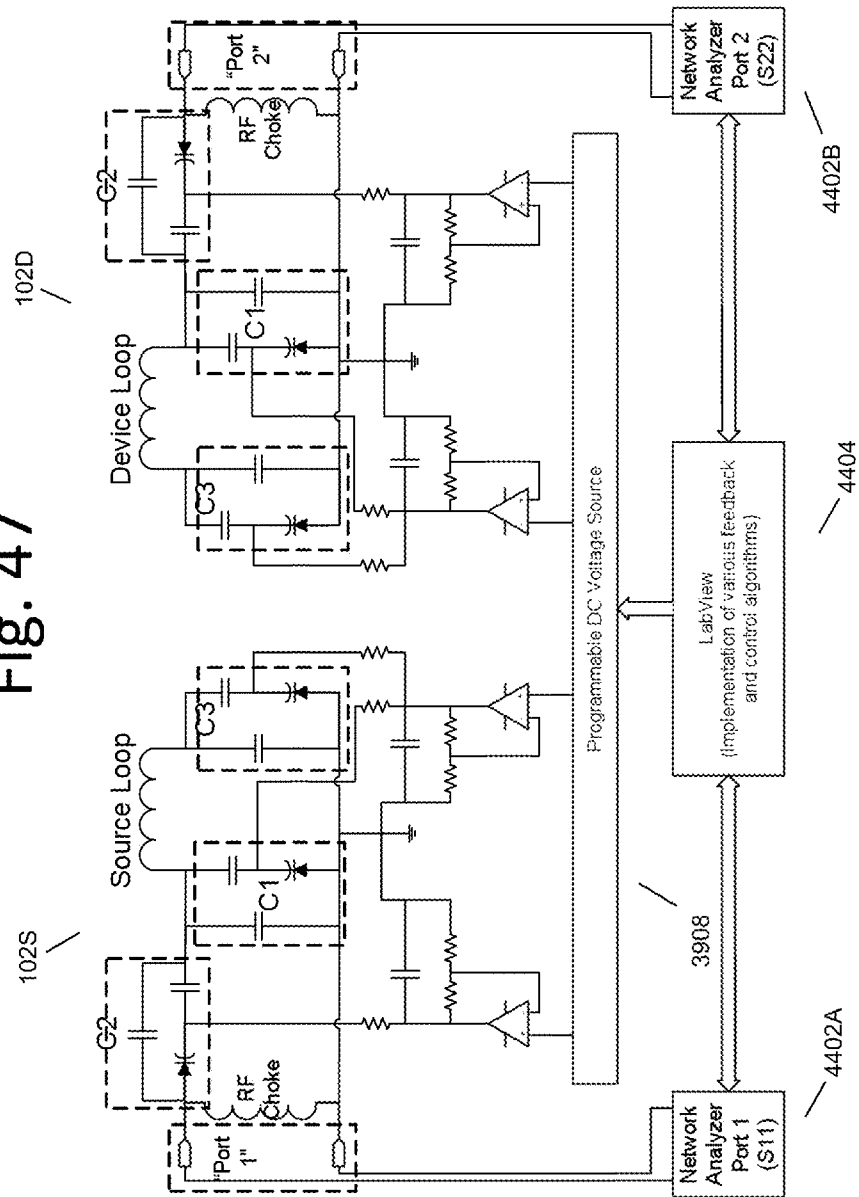 Fig. 47
102S
102D
Source Loop
Device Loop
C2
C1
C3
C3
C1
C2
RF
Choke
RF
Choke
"Port
1"
"Port
2"
Programmable DC Voltage Source
3908
Network
Analyzer
Port 1
(S11)
LabView
(Implementation of various feedback
and control algorithms)
Network
Analyzer
Port 2
(S22)
4402A
4404
4402B